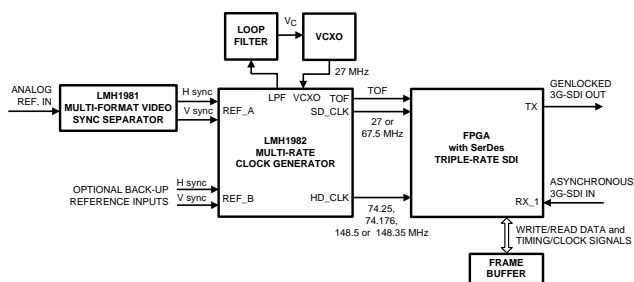 LOOP
FILTER
VC
VCXO
27 MHz
ANALOG
REF. IN
LMH1981
MULTI-FORMAT VIDEO
SYNC SEPARATOR
H sync
V sync
REF_A
LPF VCXO
TOF
SD_CLK
LMH1982
MULTI-RATE
CLOCK GENERATOR
TOF
27 or
67.5 MHz
OPTIONAL BACK-UP
REFERENCE INPUTS
H sync
V sync
REF_B
HD_CLK
74.25,
74.176,
148.5 or 148.35 MHz
FPGA
with SerDes
TRIPLE-RATE SDI
TX
RX_1
GENLOCKED
3G-SDI OUT
ASYNCHRONOUS
3G-SDI IN
WRITE/READ DATA and
TIMING/CLOCK SIGNALS
FRAME
BUFFER